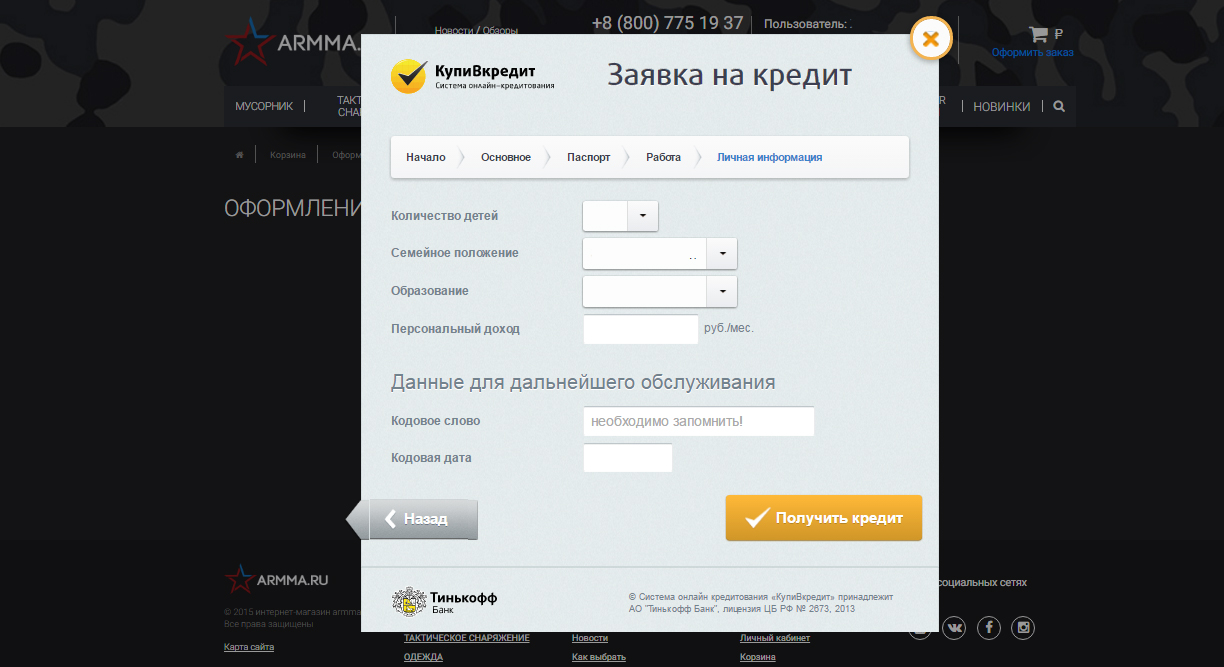 Новости / Обзоры
+8 (800) 775 19 37
Пользователь: .
ARMMA.
₽
Оформить заказ
КупиВкредит
Система онлайн-кредитования
Заявка на кредит
МУСОРНИК
НОВИНКИ
Начало
Основное
Паспорт
Работа
Личная информация
Корзина
ОФОРМЛЕНИ
Количество детей
Семейное положение
Образование
Персональный доход
руб./мес.
Данные для дальнейшего обслуживания
Кодовое слово
необходимо запомнить!
Кодовая дата
Назад
Получить кредит
ARMMA.RU
© 2015 интернет-магазин armma
Все права защищены
Карта сайта
Тинькофф
Банк
© Система онлайн кредитования «КупиВкредит» принадлежит
АО "Тинькофф Банк", лицензия ЦБ РФ № 2673, 2013
социальных сетях
ТАКТИЧЕСКОЕ СНАРЯЖЕНИЕ
Новости
Личный кабинет
ОДЕЖДА
Как выбрать
Корзина